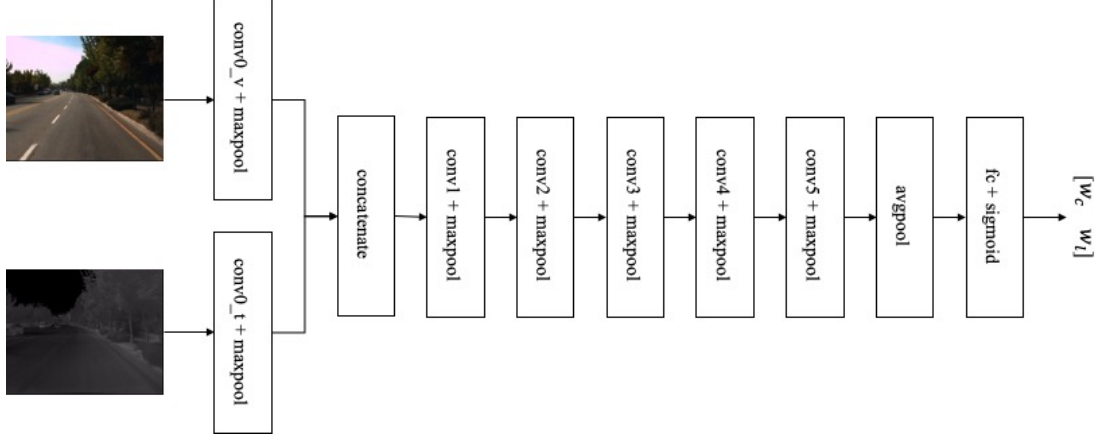 conv0_v + maxpool
conv0_t + maxpool
concatenate
conv1 + maxpool
conv2 + maxpool
conv3 + maxpool
conv4 + maxpool
conv5 + maxpool
avgpool
fc + sigmoid
[w_c w_l]